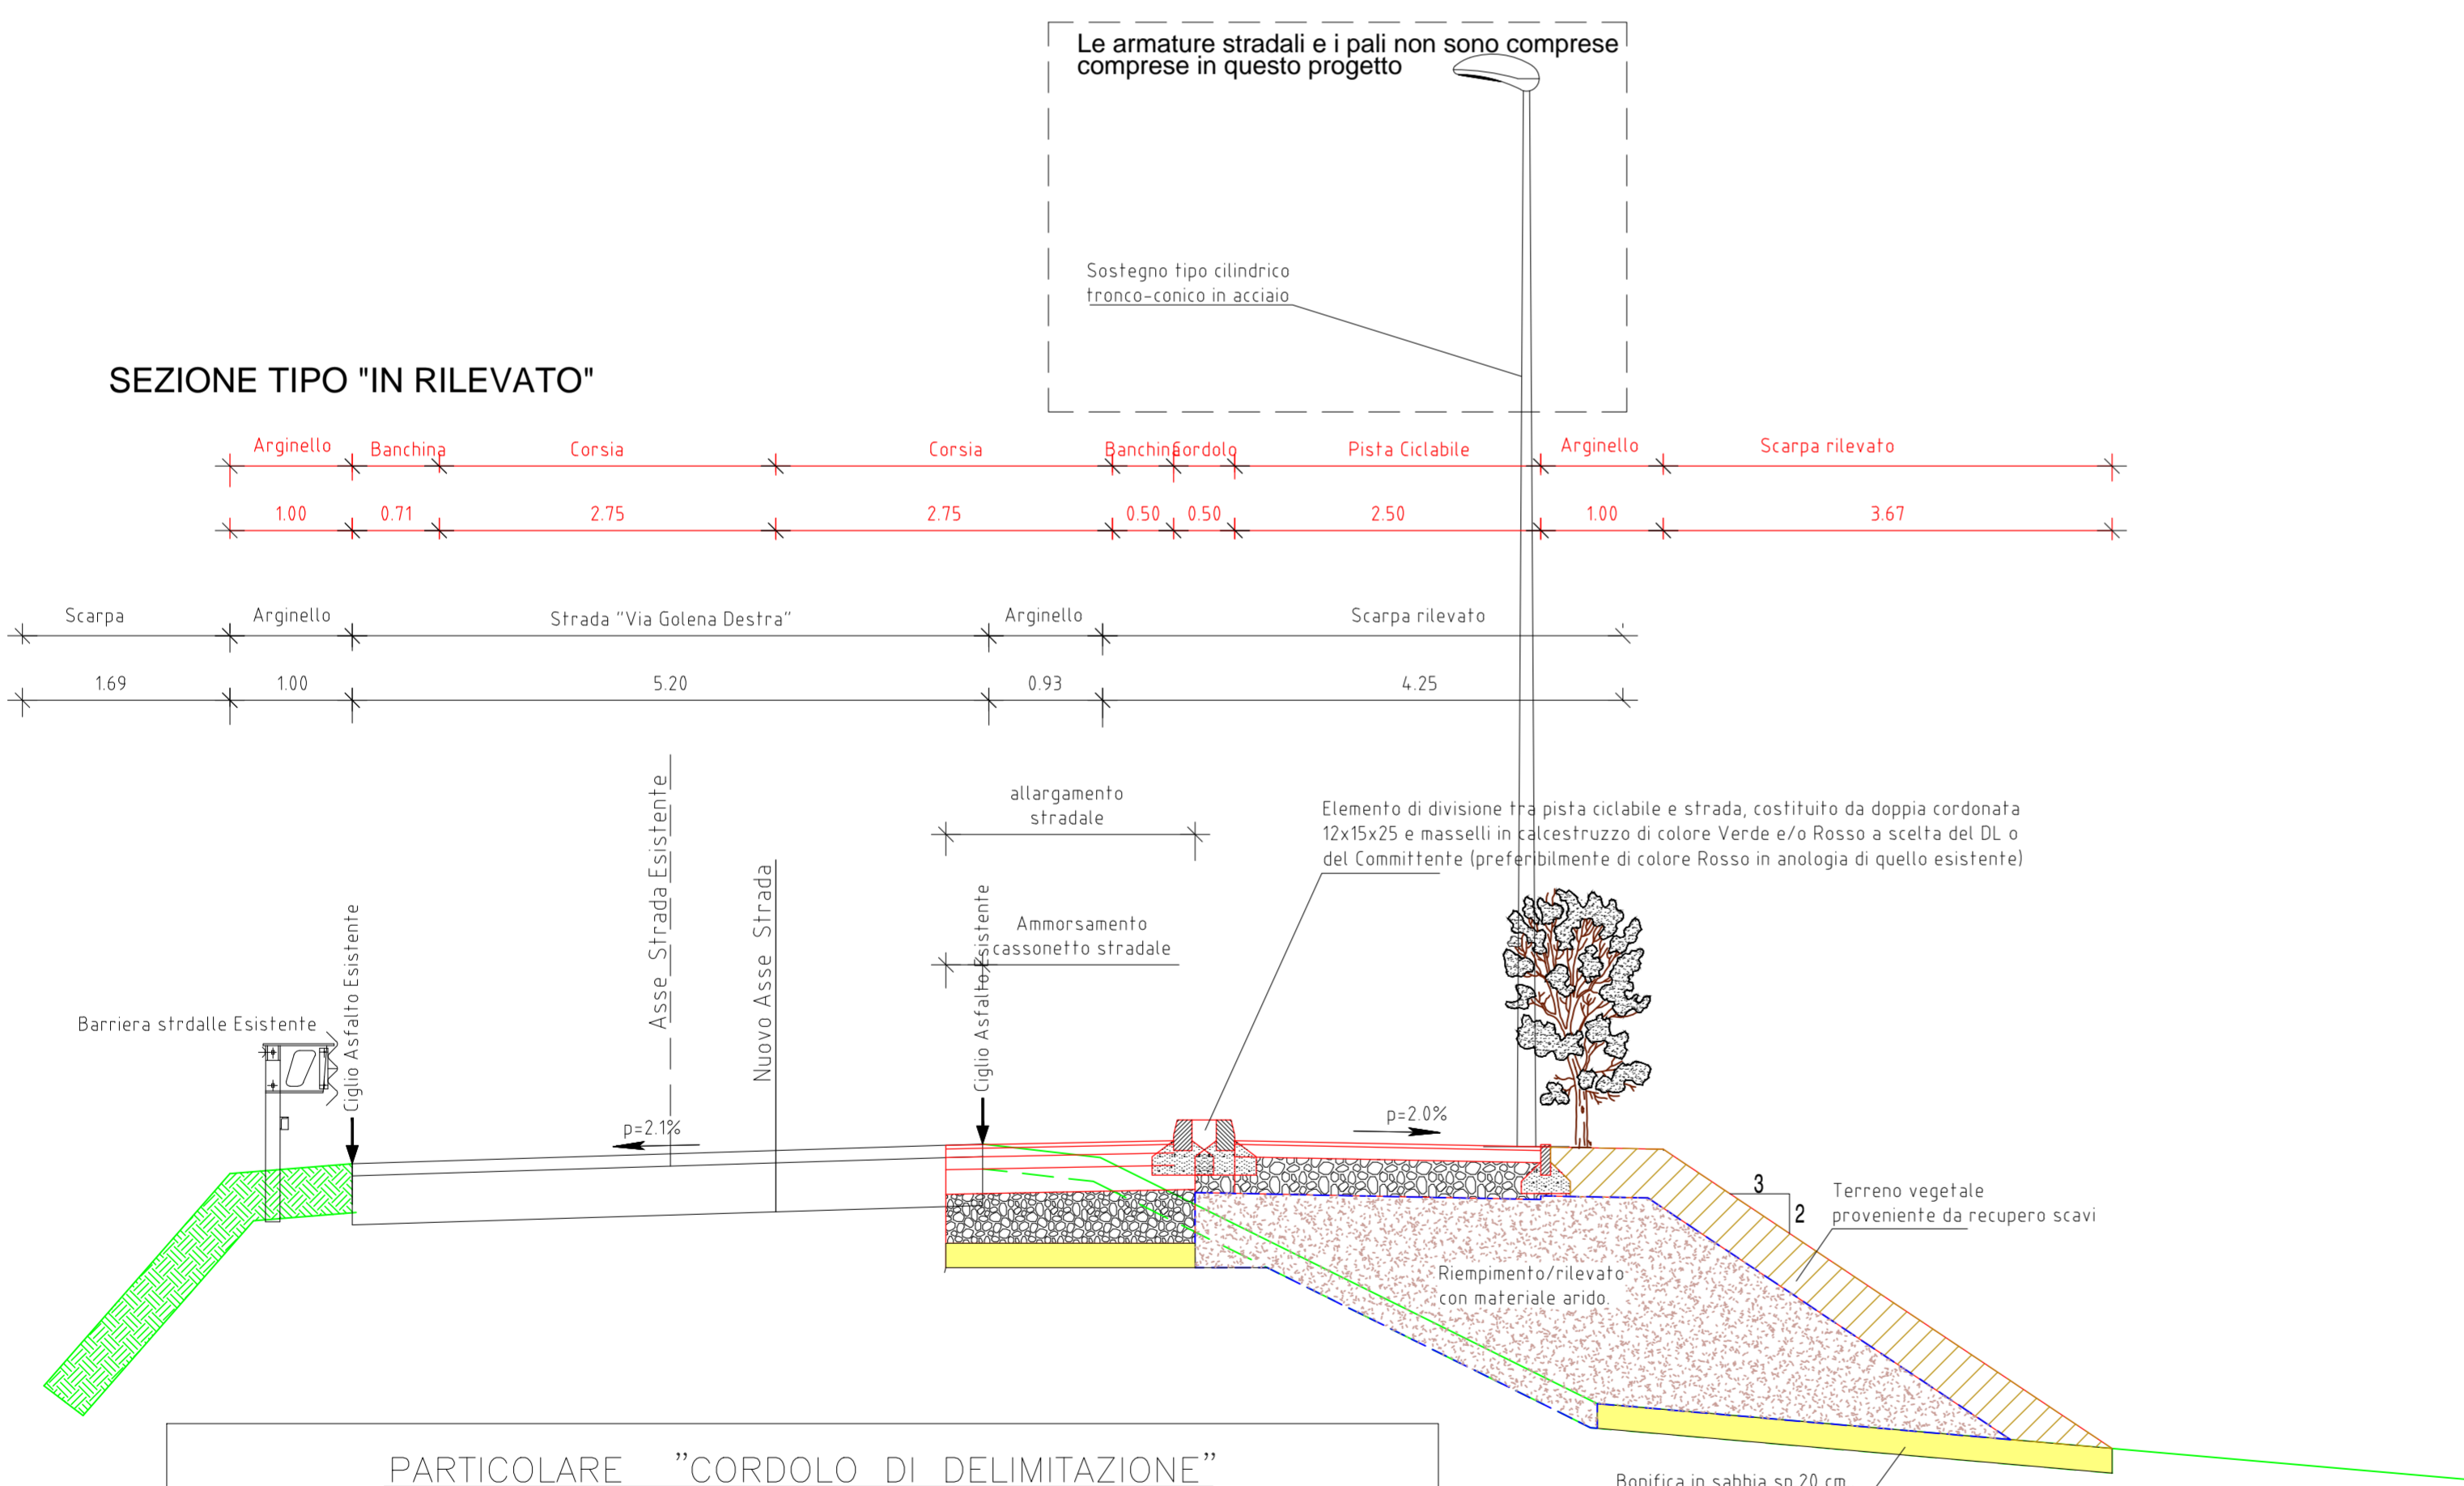 Le armature stradali e i pali non sono comprese
comprese in questo progetto
Sostegno tipo cilindrico
tronco-conico in acciaio
SEZIONE TIPO "IN RILEVATO"
Arginello Banchina Corsia Corsia Banchina Cordolo Pista Ciclabile Arginello Scarpa rilevato
1.00 0.71 2.75 2.75 0.50 0.50 2.50 1.00 3.67
Scarpa Arginello Strada "Via Golena Destra" Arginello Scarpa rilevato
1.69 1.00 5.20 0.93 4.25
allargamento
stradale
Elemento di divisione tra pista ciclabile e strada, costituito da doppia cordonata
12x15x25 e masselli in calcestruzzo di colore Verde e/o Rosso a scelta del DL o
del Committente (preferibilmente di colore Rosso in anologia di quello esistente)
Asse Strada Esistente
Nuovo Asse Strada
Ciglio Asfalto Esistente
Ammorsamento
cassonetto stradale
Ciglio Asfalto Esistente
Barriera strdalle Esistente
p=2.1%
p=2.0%
3
2
Terreno vegetale
proveniente da recupero scavi
Riempimento/rilevato
con materiale arido.
PARTICOLARE "CORDOLO DI DELIMITAZIONE"
Bonifica in sabbia sp.20 cm